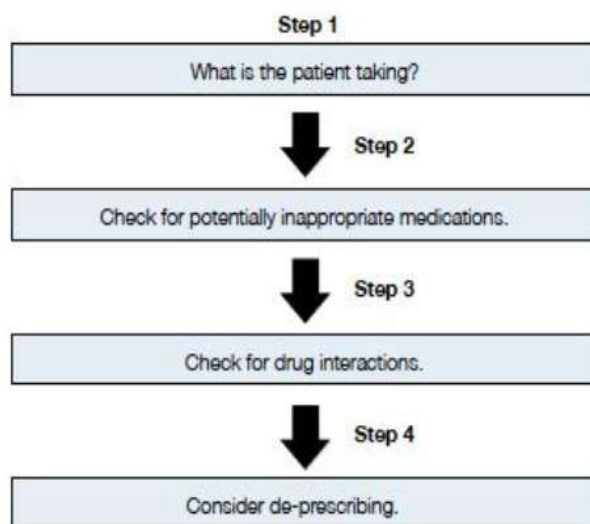 Step 1
What is the patient taking?
Step 2
Check for potentially inappropriate medications.
Step 3
Check for drug interactions.
Step 4
Consider de-prescribing.